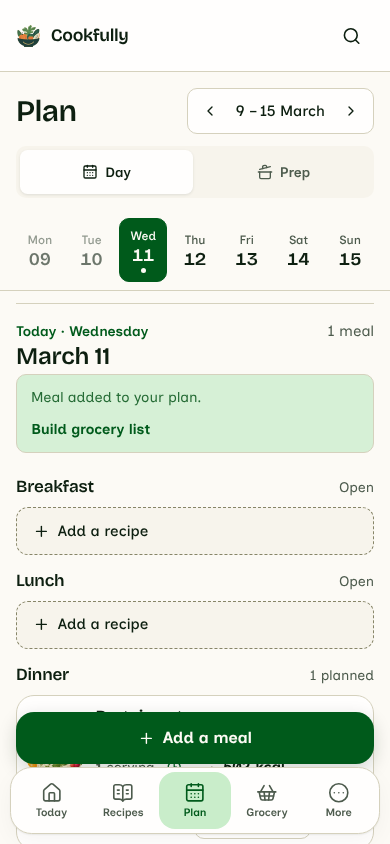 Cookfully
Plan
9 – 15 March
Day
Prep
Mon Tue Wed Thu Fri Sat Sun
09 10 11 12 13 14 15
Today · Wednesday
1 meal
March 11
Meal added to your plan.
Build grocery list
Breakfast
Open
Add a recipe
Lunch
Open
Add a recipe
Dinner
1 planned
Add a meal
Today Recipes Plan Grocery More